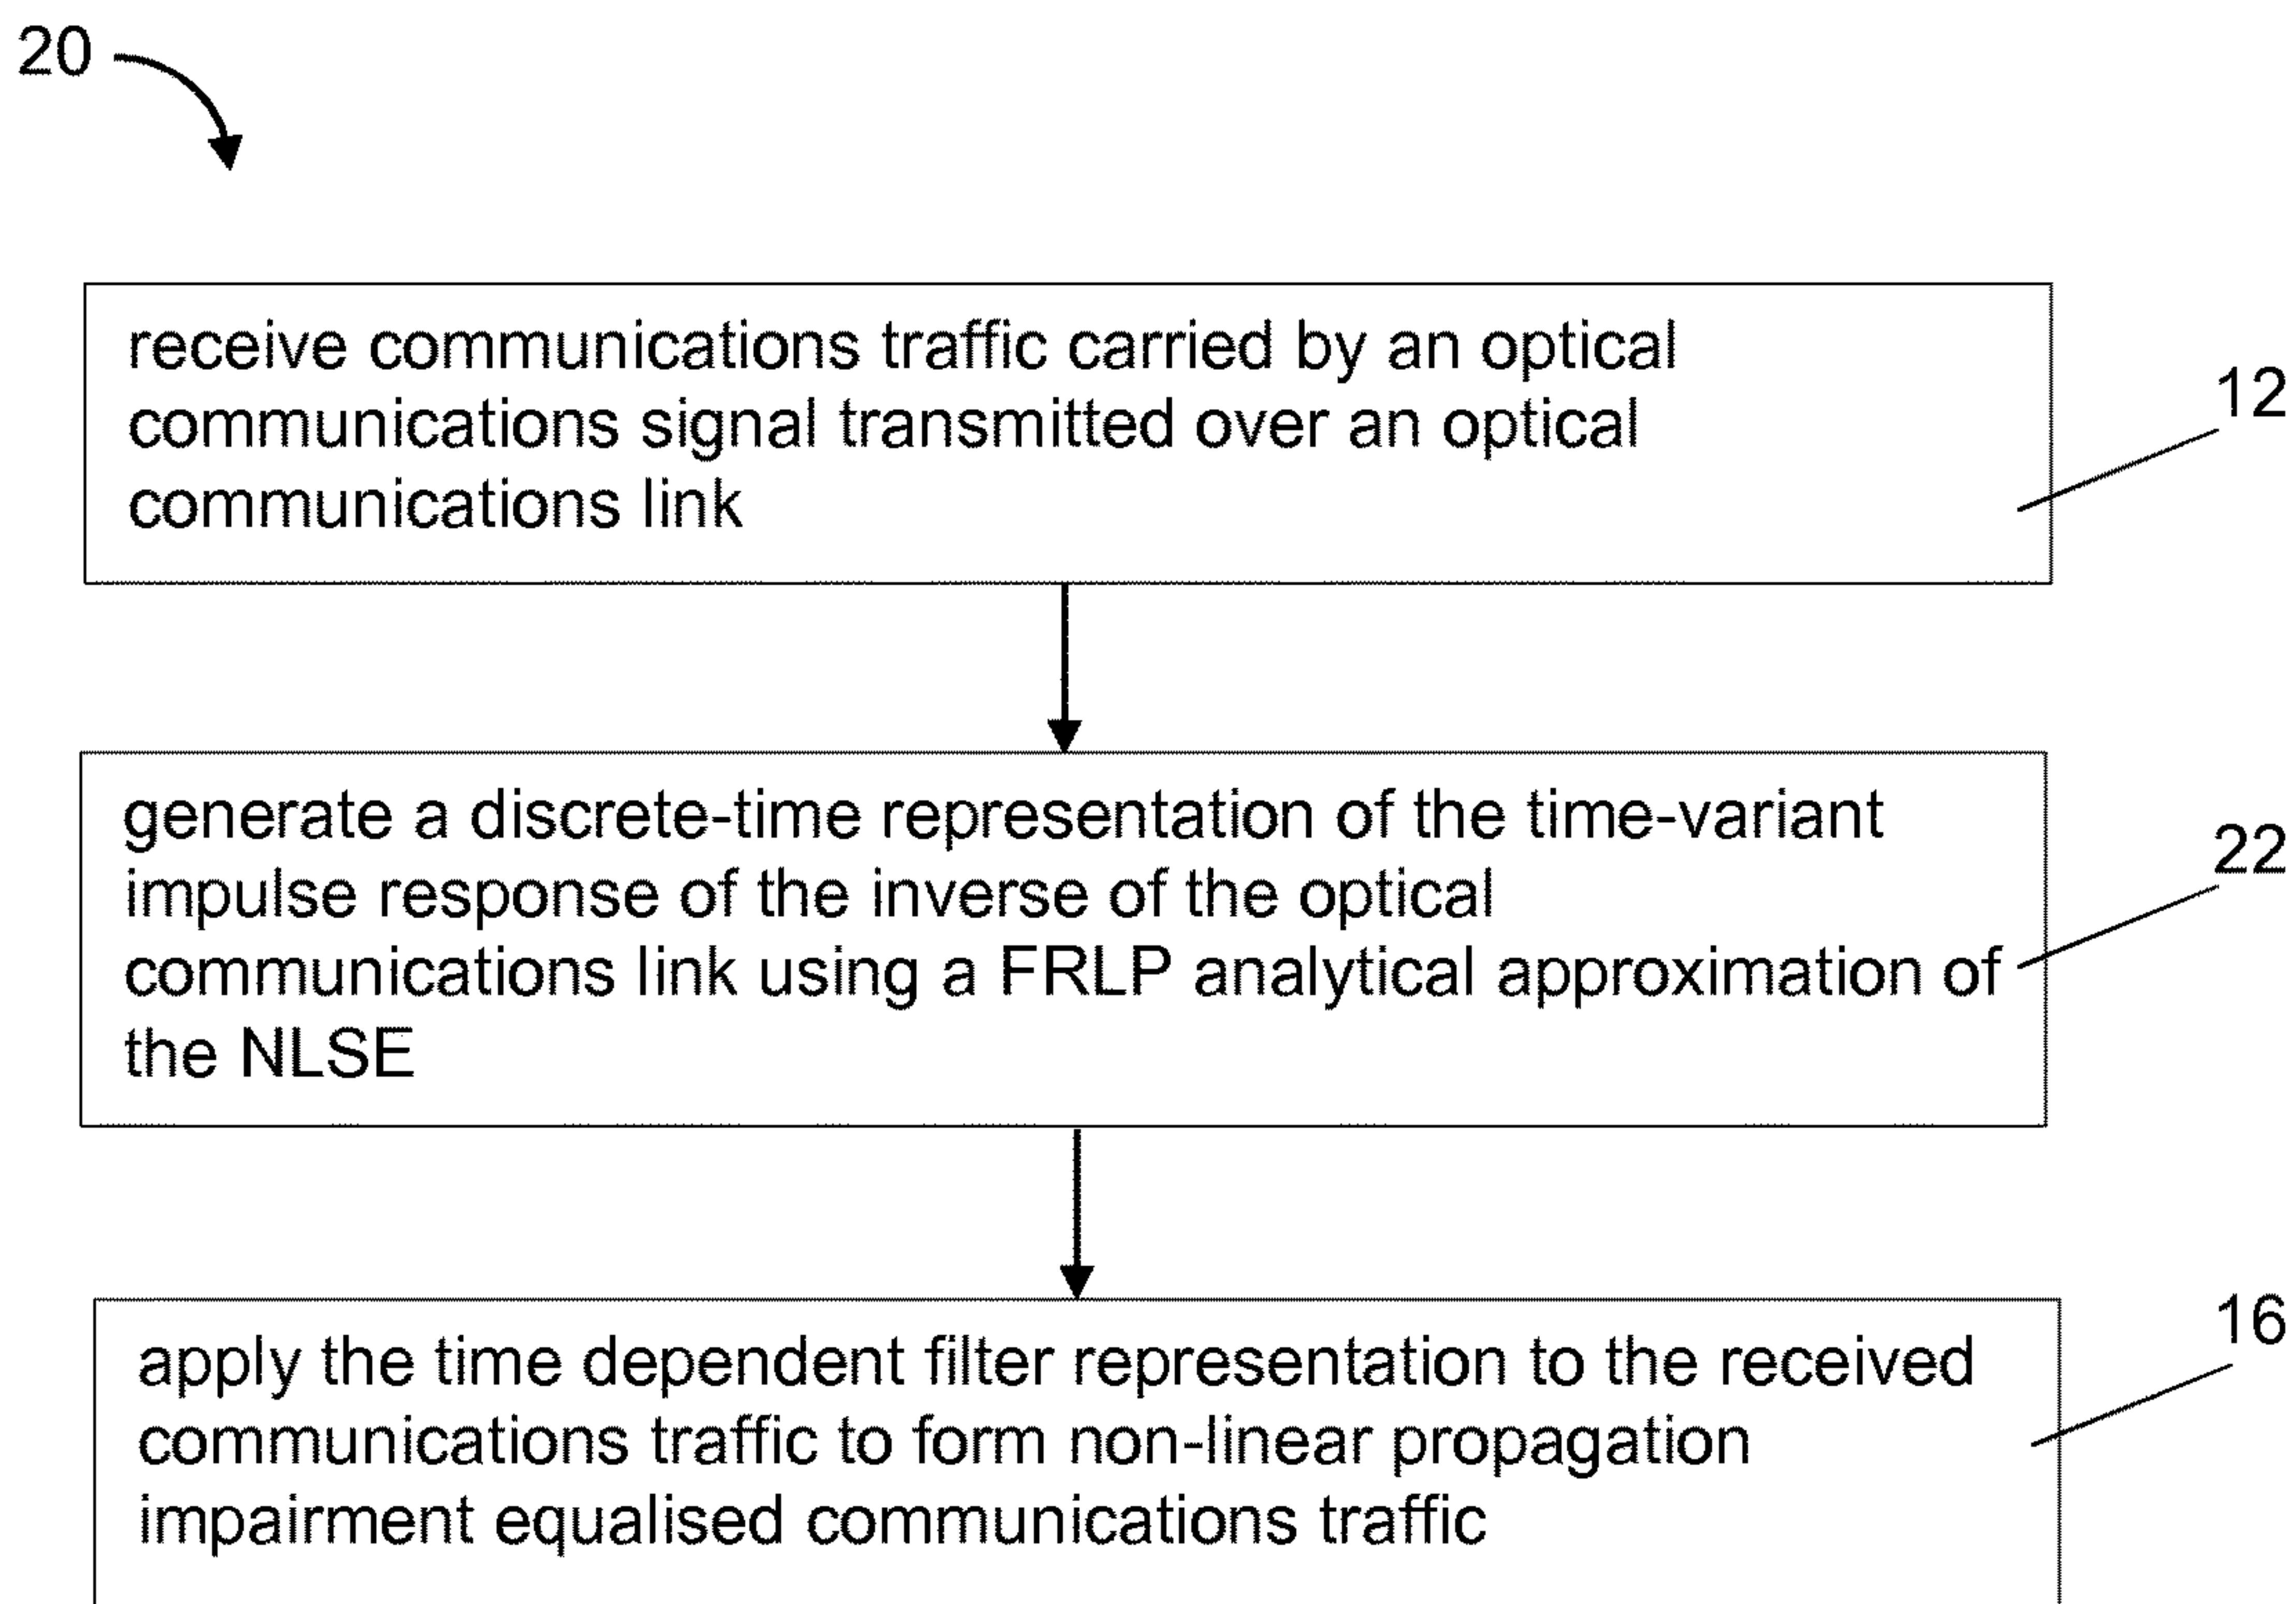 20
receive communications traffic carried by an optical
communications signal transmitted over an optical
communications link
12
generate a discrete-time representation of the time-variant
impulse response of the inverse of the optical
communications link using a FRLP analytical approximation of
the NLSE
22
apply the time dependent filter representation to the received
communications traffic to form non-linear propagation
impairment equalised communications traffic
16